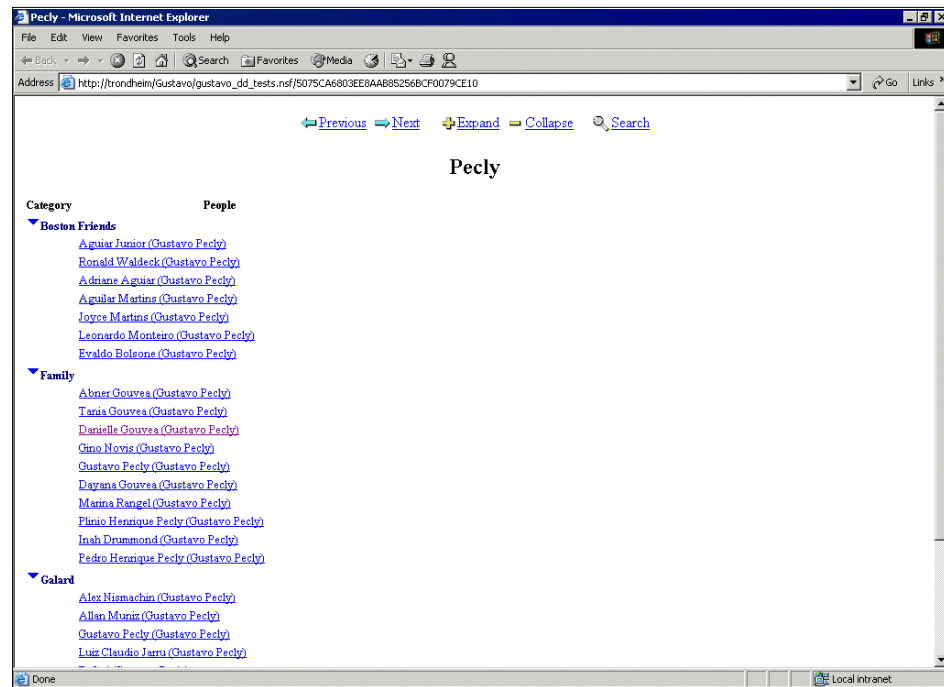 Pecly - Microsoft Internet Explorer
File Edit View Favorites Tools Help
Back Search Favorites Media
Address http://trondheim/Gustavo/gustavo_dd_tests.nsf/5075CA6803EE8AAB85256BCF0079CE10 Go Links
Previous Next Expand Collapse Search
Pecly
Category People
Boston Friends
Aguiar Junior (Gustavo Pecly)
Ronald Waldeck (Gustavo Pecly)
Adriane Aguiar (Gustavo Pecly)
Aguilar Martins (Gustavo Pecly)
Joyce Martins (Gustavo Pecly)
Leonardo Monteiro (Gustavo Pecly)
Evaldo Bolsone (Gustavo Pecly)
Family
Abner Gouvea (Gustavo Pecly)
Tania Gouvea (Gustavo Pecly)
Danielle Gouvea (Gustavo Pecly)
Gino Novis (Gustavo Pecly)
Gustavo Pecly (Gustavo Pecly)
Dayana Gouvea (Gustavo Pecly)
Marina Rangel (Gustavo Pecly)
Plinio Henrique Pecly (Gustavo Pecly)
Inah Drummond (Gustavo Pecly)
Pedro Henrique Pecly (Gustavo Pecly)
Galard
Alex Nismachin (Gustavo Pecly)
Allan Muniz (Gustavo Pecly)
Gustavo Pecly (Gustavo Pecly)
Luiz Claudio Jarru (Gustavo Pecly)
Done Local intranet